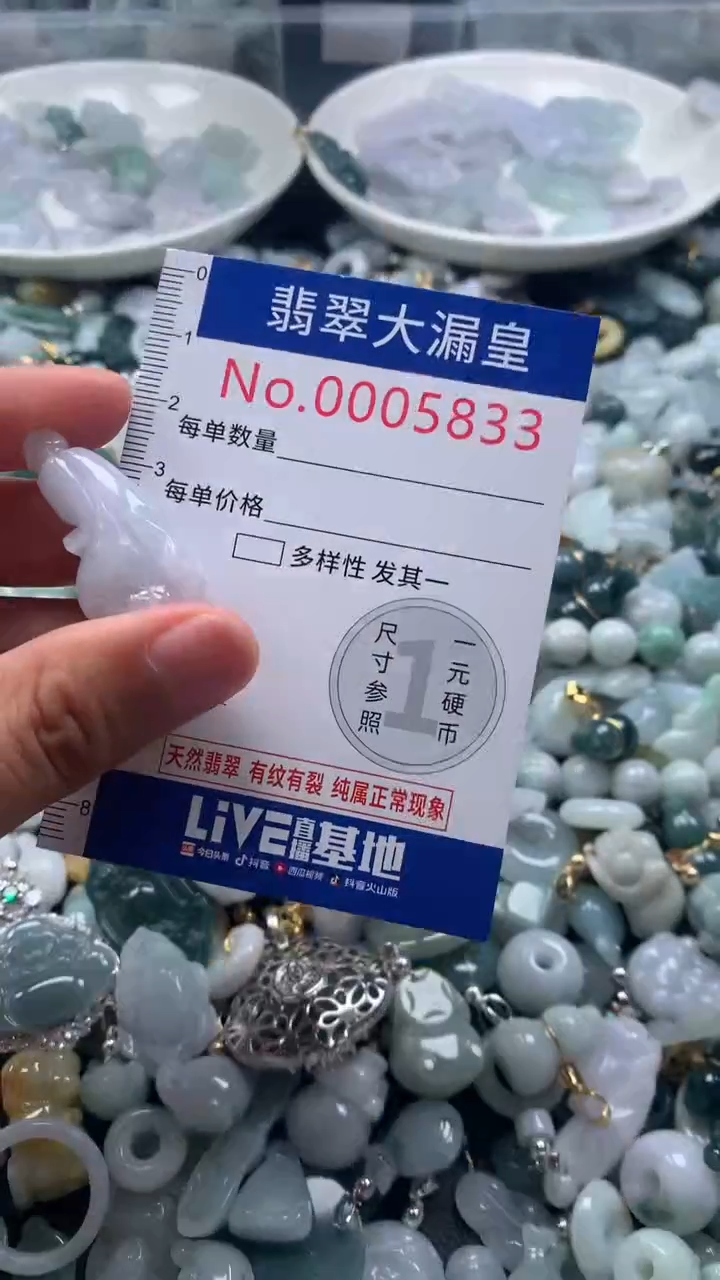 0
翡翠大漏皇
1
No.0005833
2
每单数量
3
每单价格
多样性 发其一
尺寸参照
1
一元硬币
天然翡翠 有纹有裂 纯属正常现象
8
LiVE直播基地
头条 今日头条 抖音 西瓜视频 抖音火山版